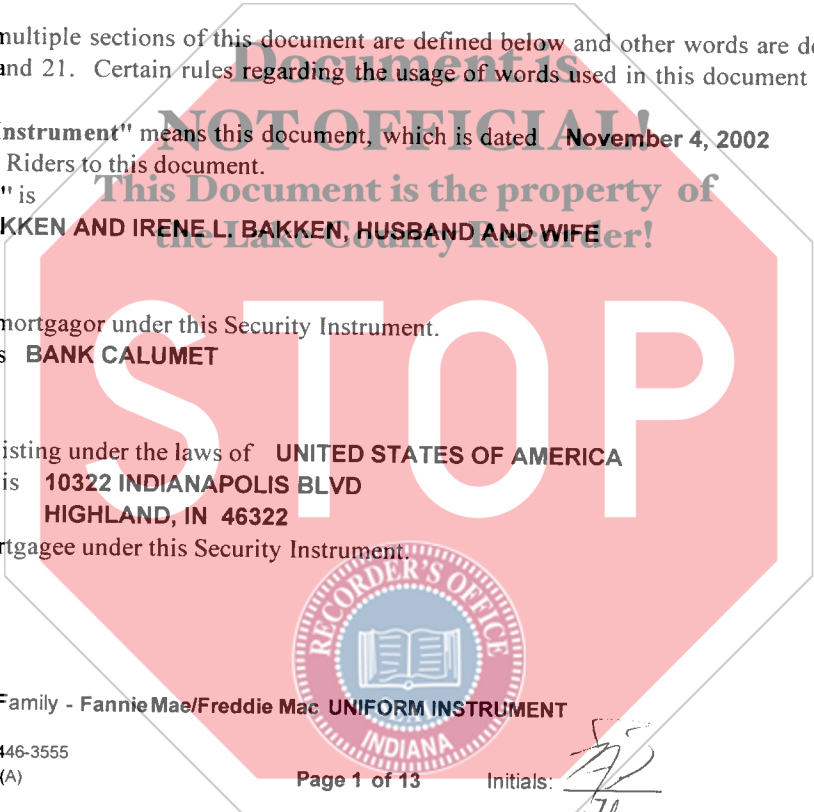 multiple sections of this document are defined below and other words are de
Document is
and 21. Certain rules regarding the usage of words used in this document
NOT OFFICIAL!
Instrument" means this document, which is dated November 4, 2002
Riders to this document.
This Document is the property of
" is
KKEN AND IRENE L. BAKKEN, HUSBAND AND WIFE
the Lake County Recorder!
STOP
mortgagor under this Security Instrument.
s BANK CALUMET
isting under the laws of UNITED STATES OF AMERICA
is 10322 INDIANAPOLIS BLVD
HIGHLAND, IN 46322
rtgagee under this Security Instrument.
RECORDER'S OFFICE
SEAL
INDIANA
Family - Fannie Mae/Freddie Mac UNIFORM INSTRUMENT
446-3555
(A)
Page 1 of 13 Initials: